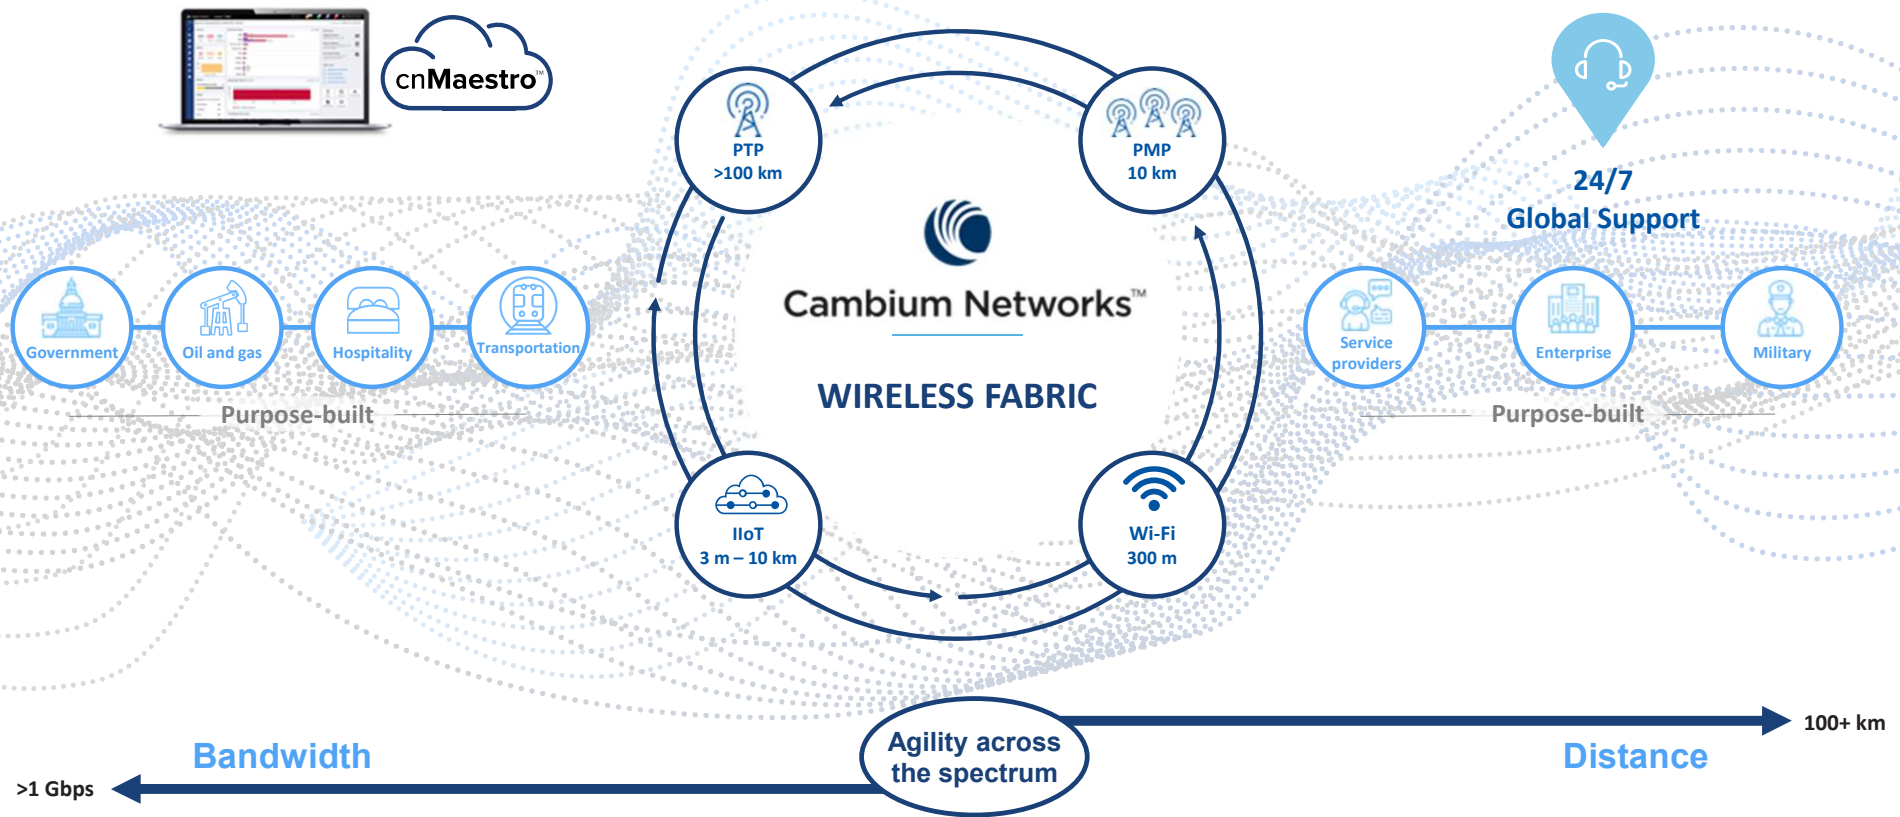 cnMaestro™
PTP
>100 km
PMP
10 km
24/7
Global Support
Cambium Networks™
WIRELESS FABRIC
Government
Oil and gas
Hospitality
Transportation
Purpose-built
Service
providers
Enterprise
Military
Purpose-built
IIoT
3 m – 10 km
Wi-Fi
300 m
Agility across
the spectrum
100+ km
Distance
Bandwidth
>1 Gbps